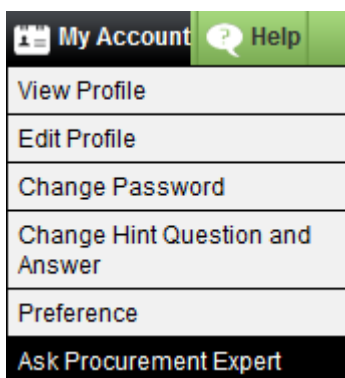 My Account Help
View Profile
Edit Profile
Change Password
Change Hint Question and
Answer
Preference
Ask Procurement Expert